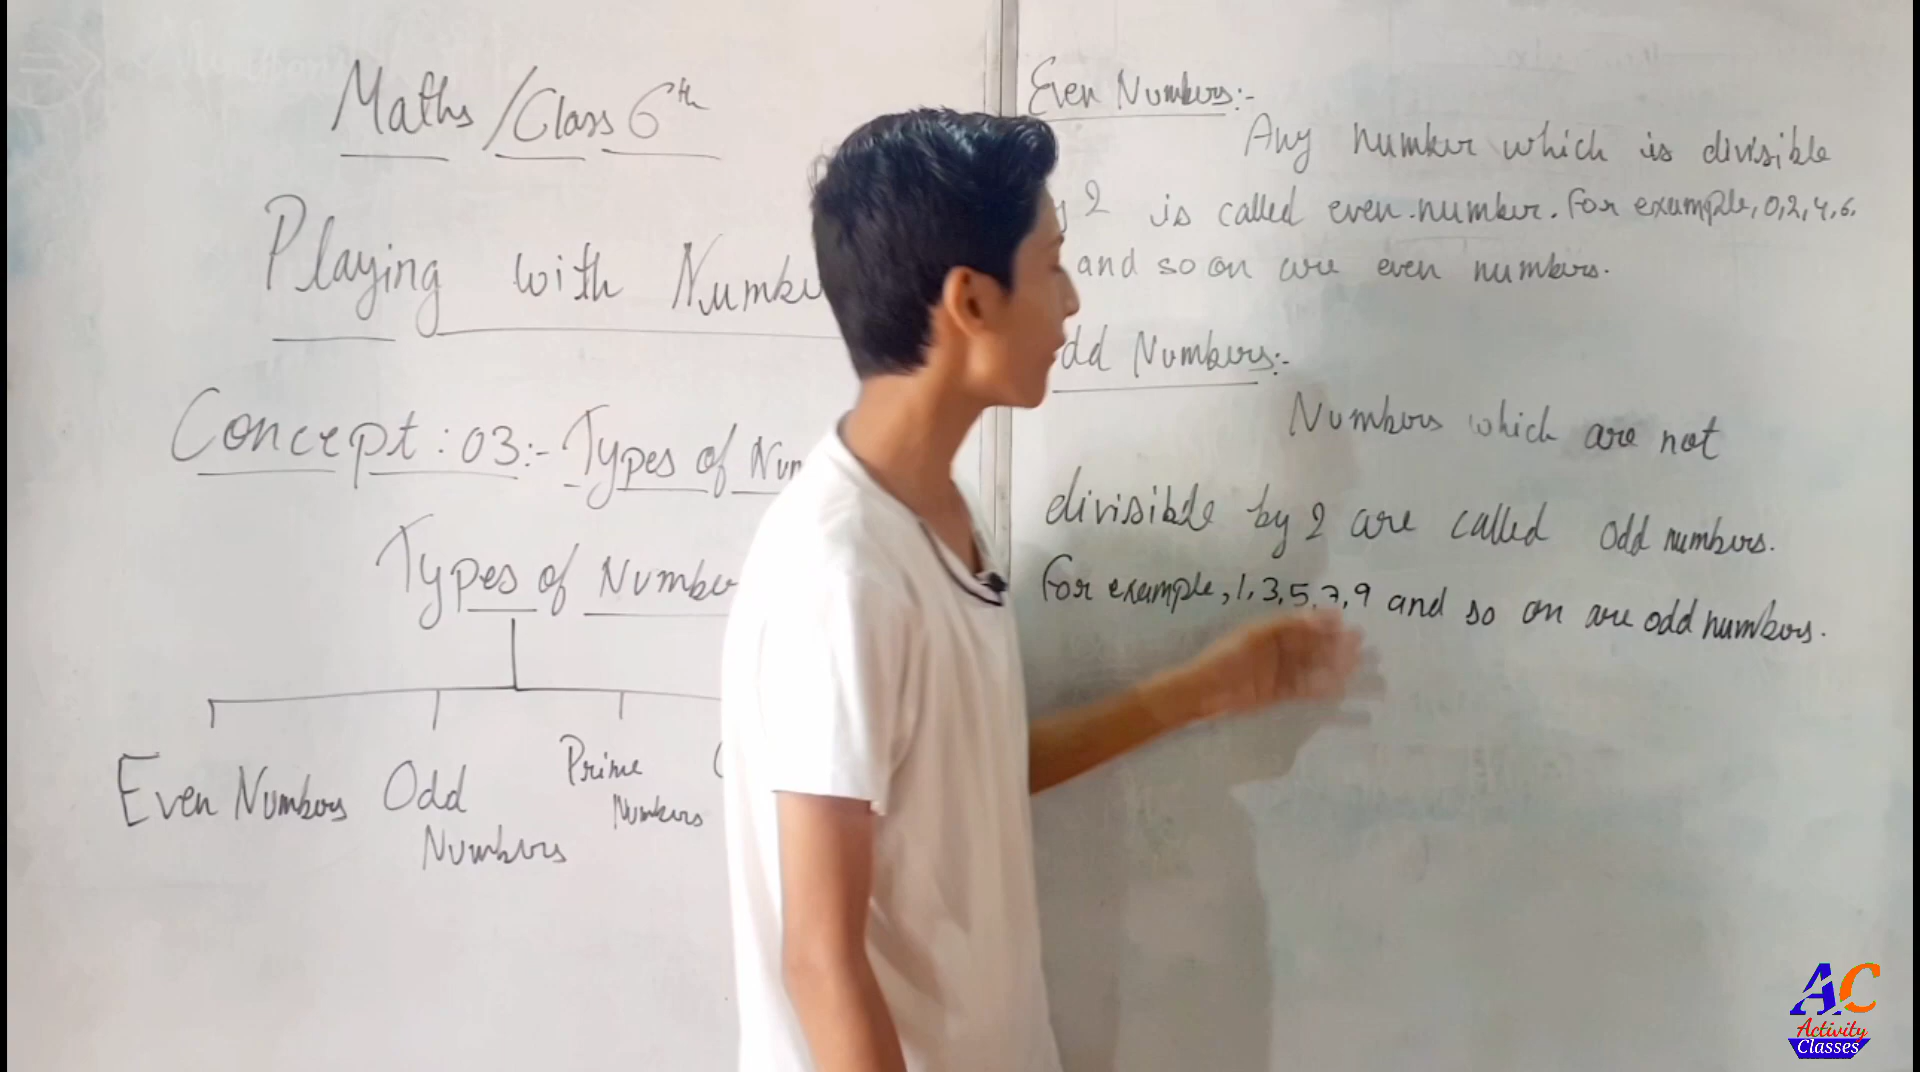 Maths / Class 6th
Playing with Numbe
Concept : 03 :- Types of Num
Types of Numbe
Even Numbers
Odd Numbers
Prime Numbers
Even Numbers :-
Any number which is divisible
2 is called even number. For example, 0, 2, 4, 6,
and so on are even numbers.
dd Numbers :-
Numbers which are not
divisible by 2 are called odd numbers.
For example, 1, 3, 5, 7, 9 and so on are odd numbers.
AC
Activity
Classes